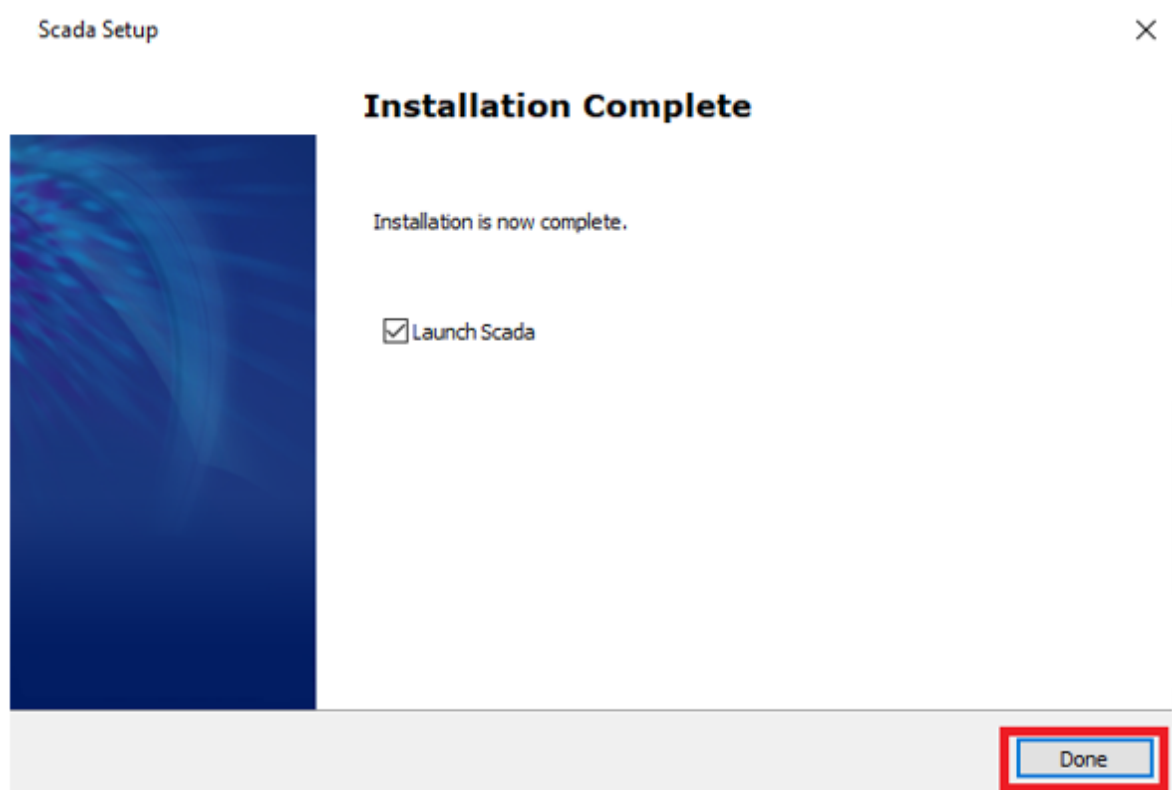 Scada Setup
Installation Complete
Installation is now complete.
Launch Scada
Done